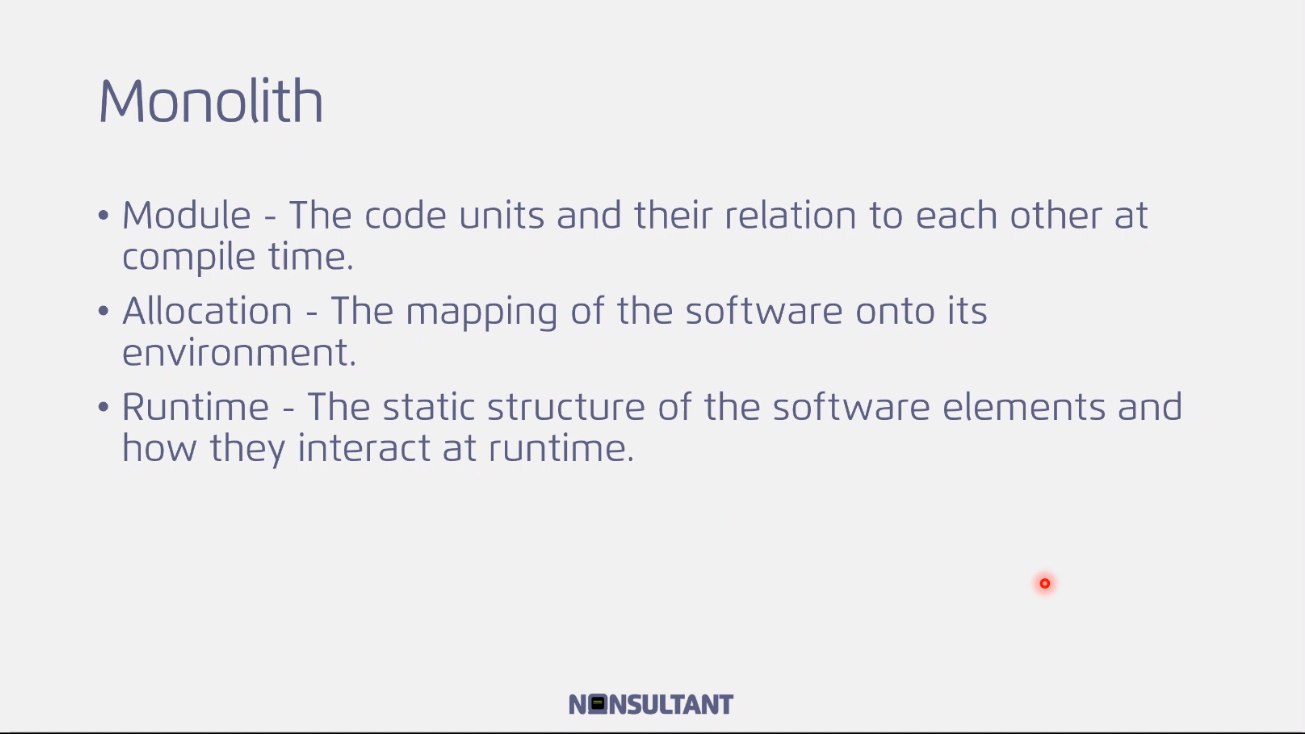 Monolith
• Module - The code units and their relation to each other at
compile time.
• Allocation - The mapping of the software onto its
environment.
• Runtime - The static structure of the software elements and
how they interact at runtime.
NONSULTANT